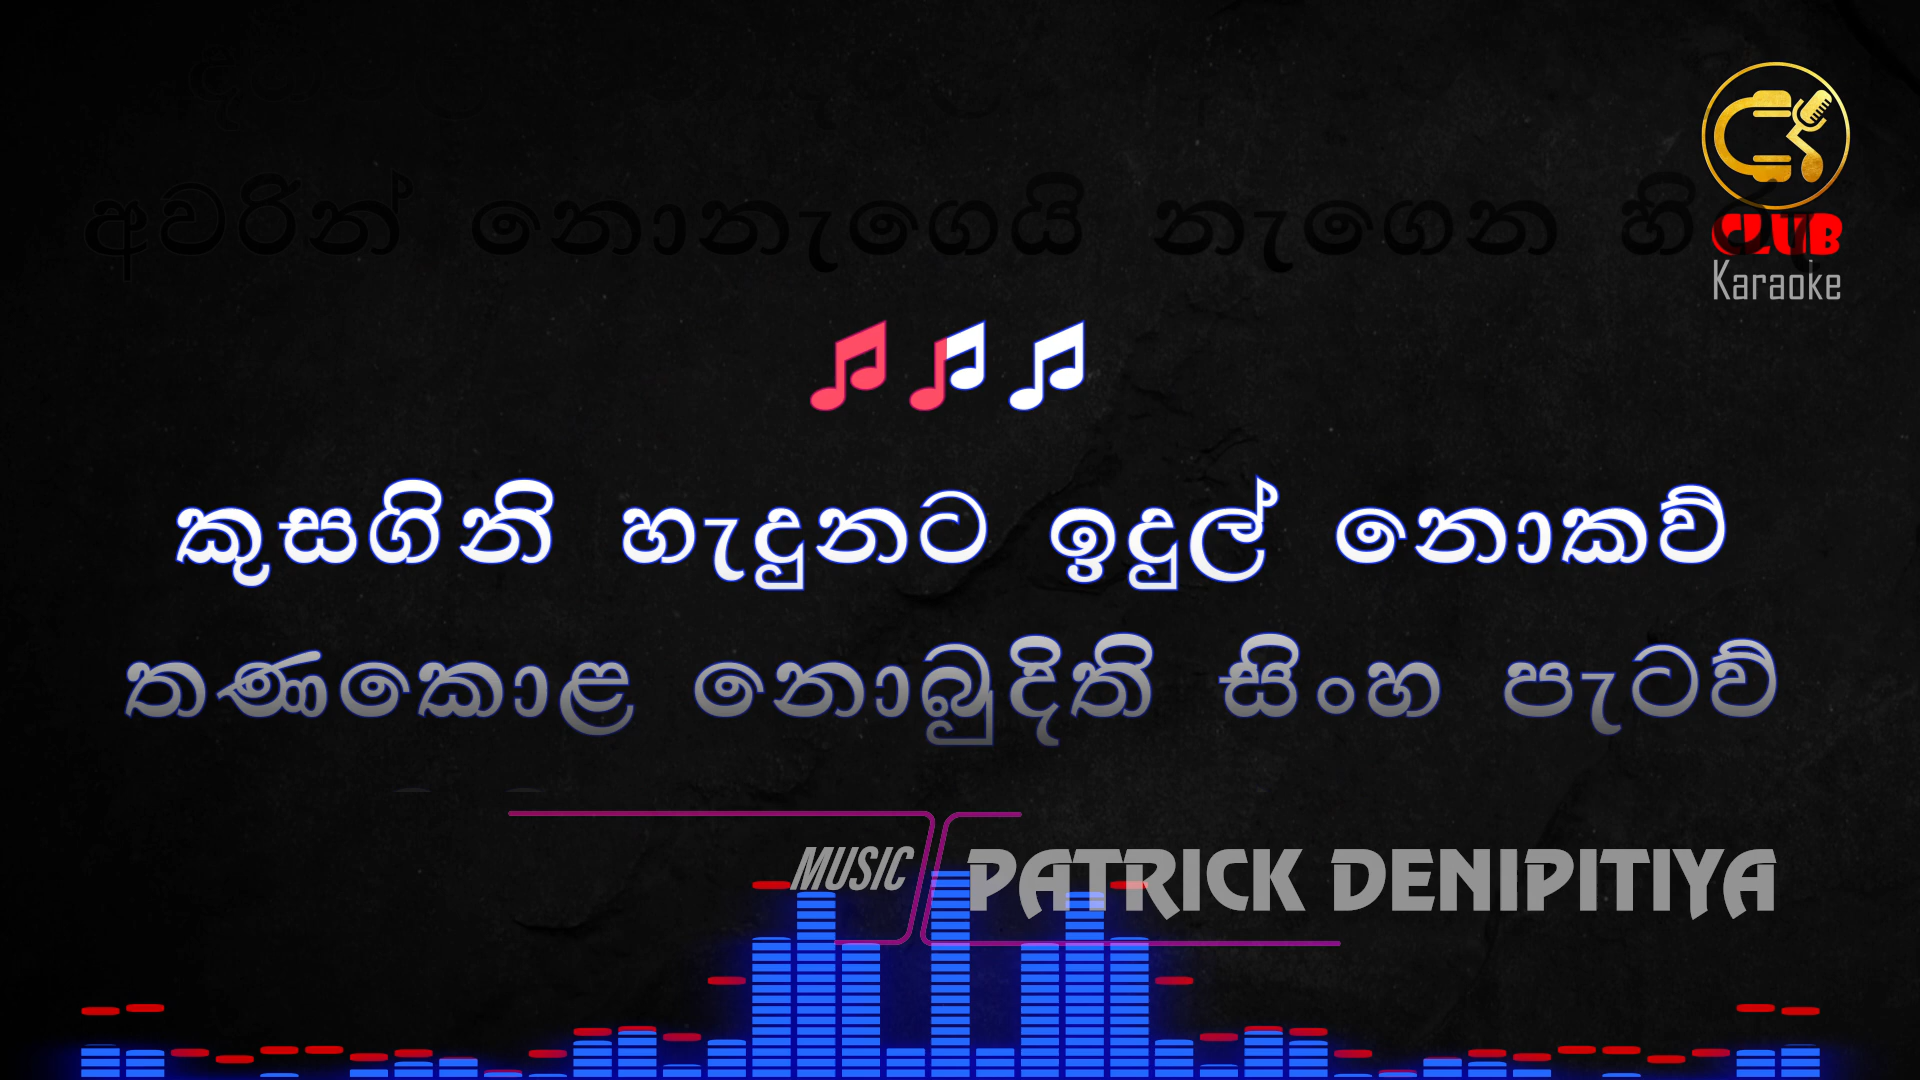 අවරින් නොනැගෙයි නැගෙන හිරු
CLUB
Karaoke
කුසගිනි හැදුනට ඉදුල් නොකව්
තණකොළ නොබුදිති සිංහ පැටව්
MUSIC PATRICK DENIPITIYA